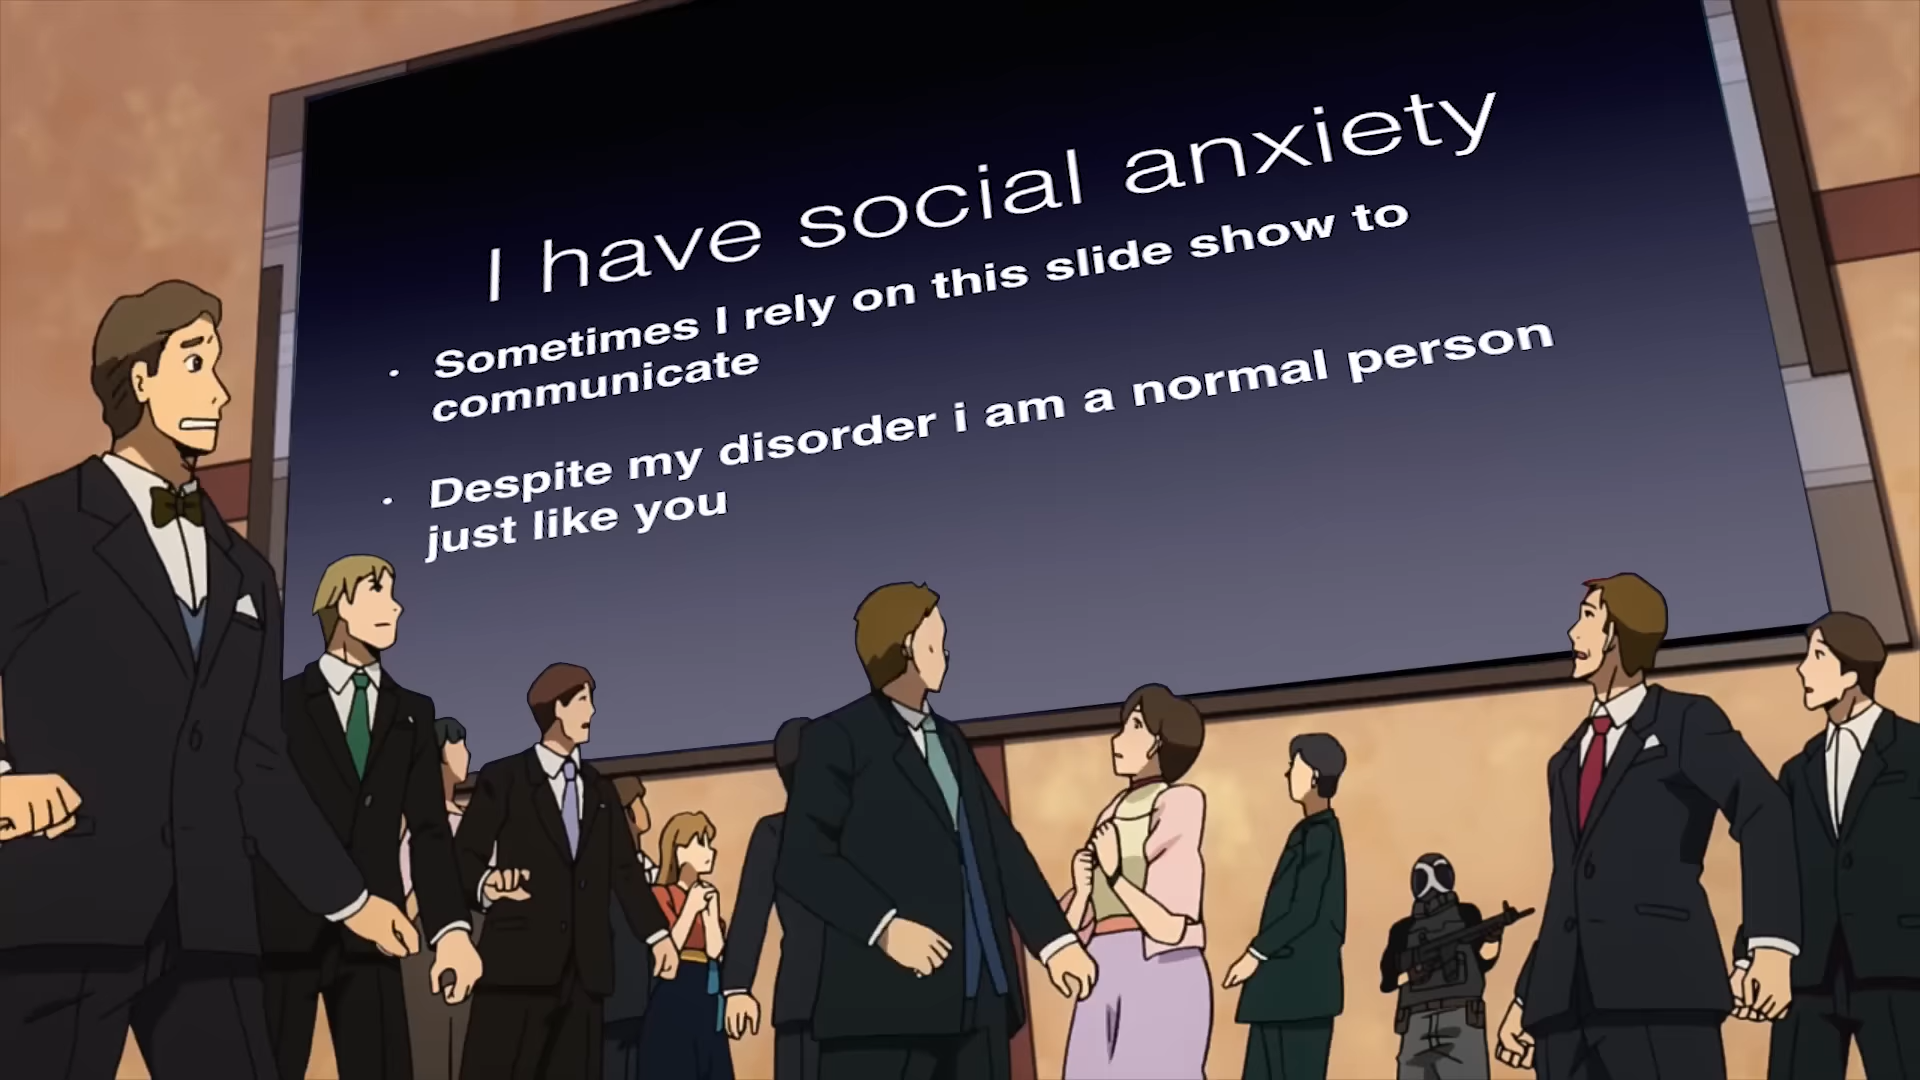 I have social anxiety
· Sometimes I rely on this slide show to
communicate
· Despite my disorder i am a normal person
just like you